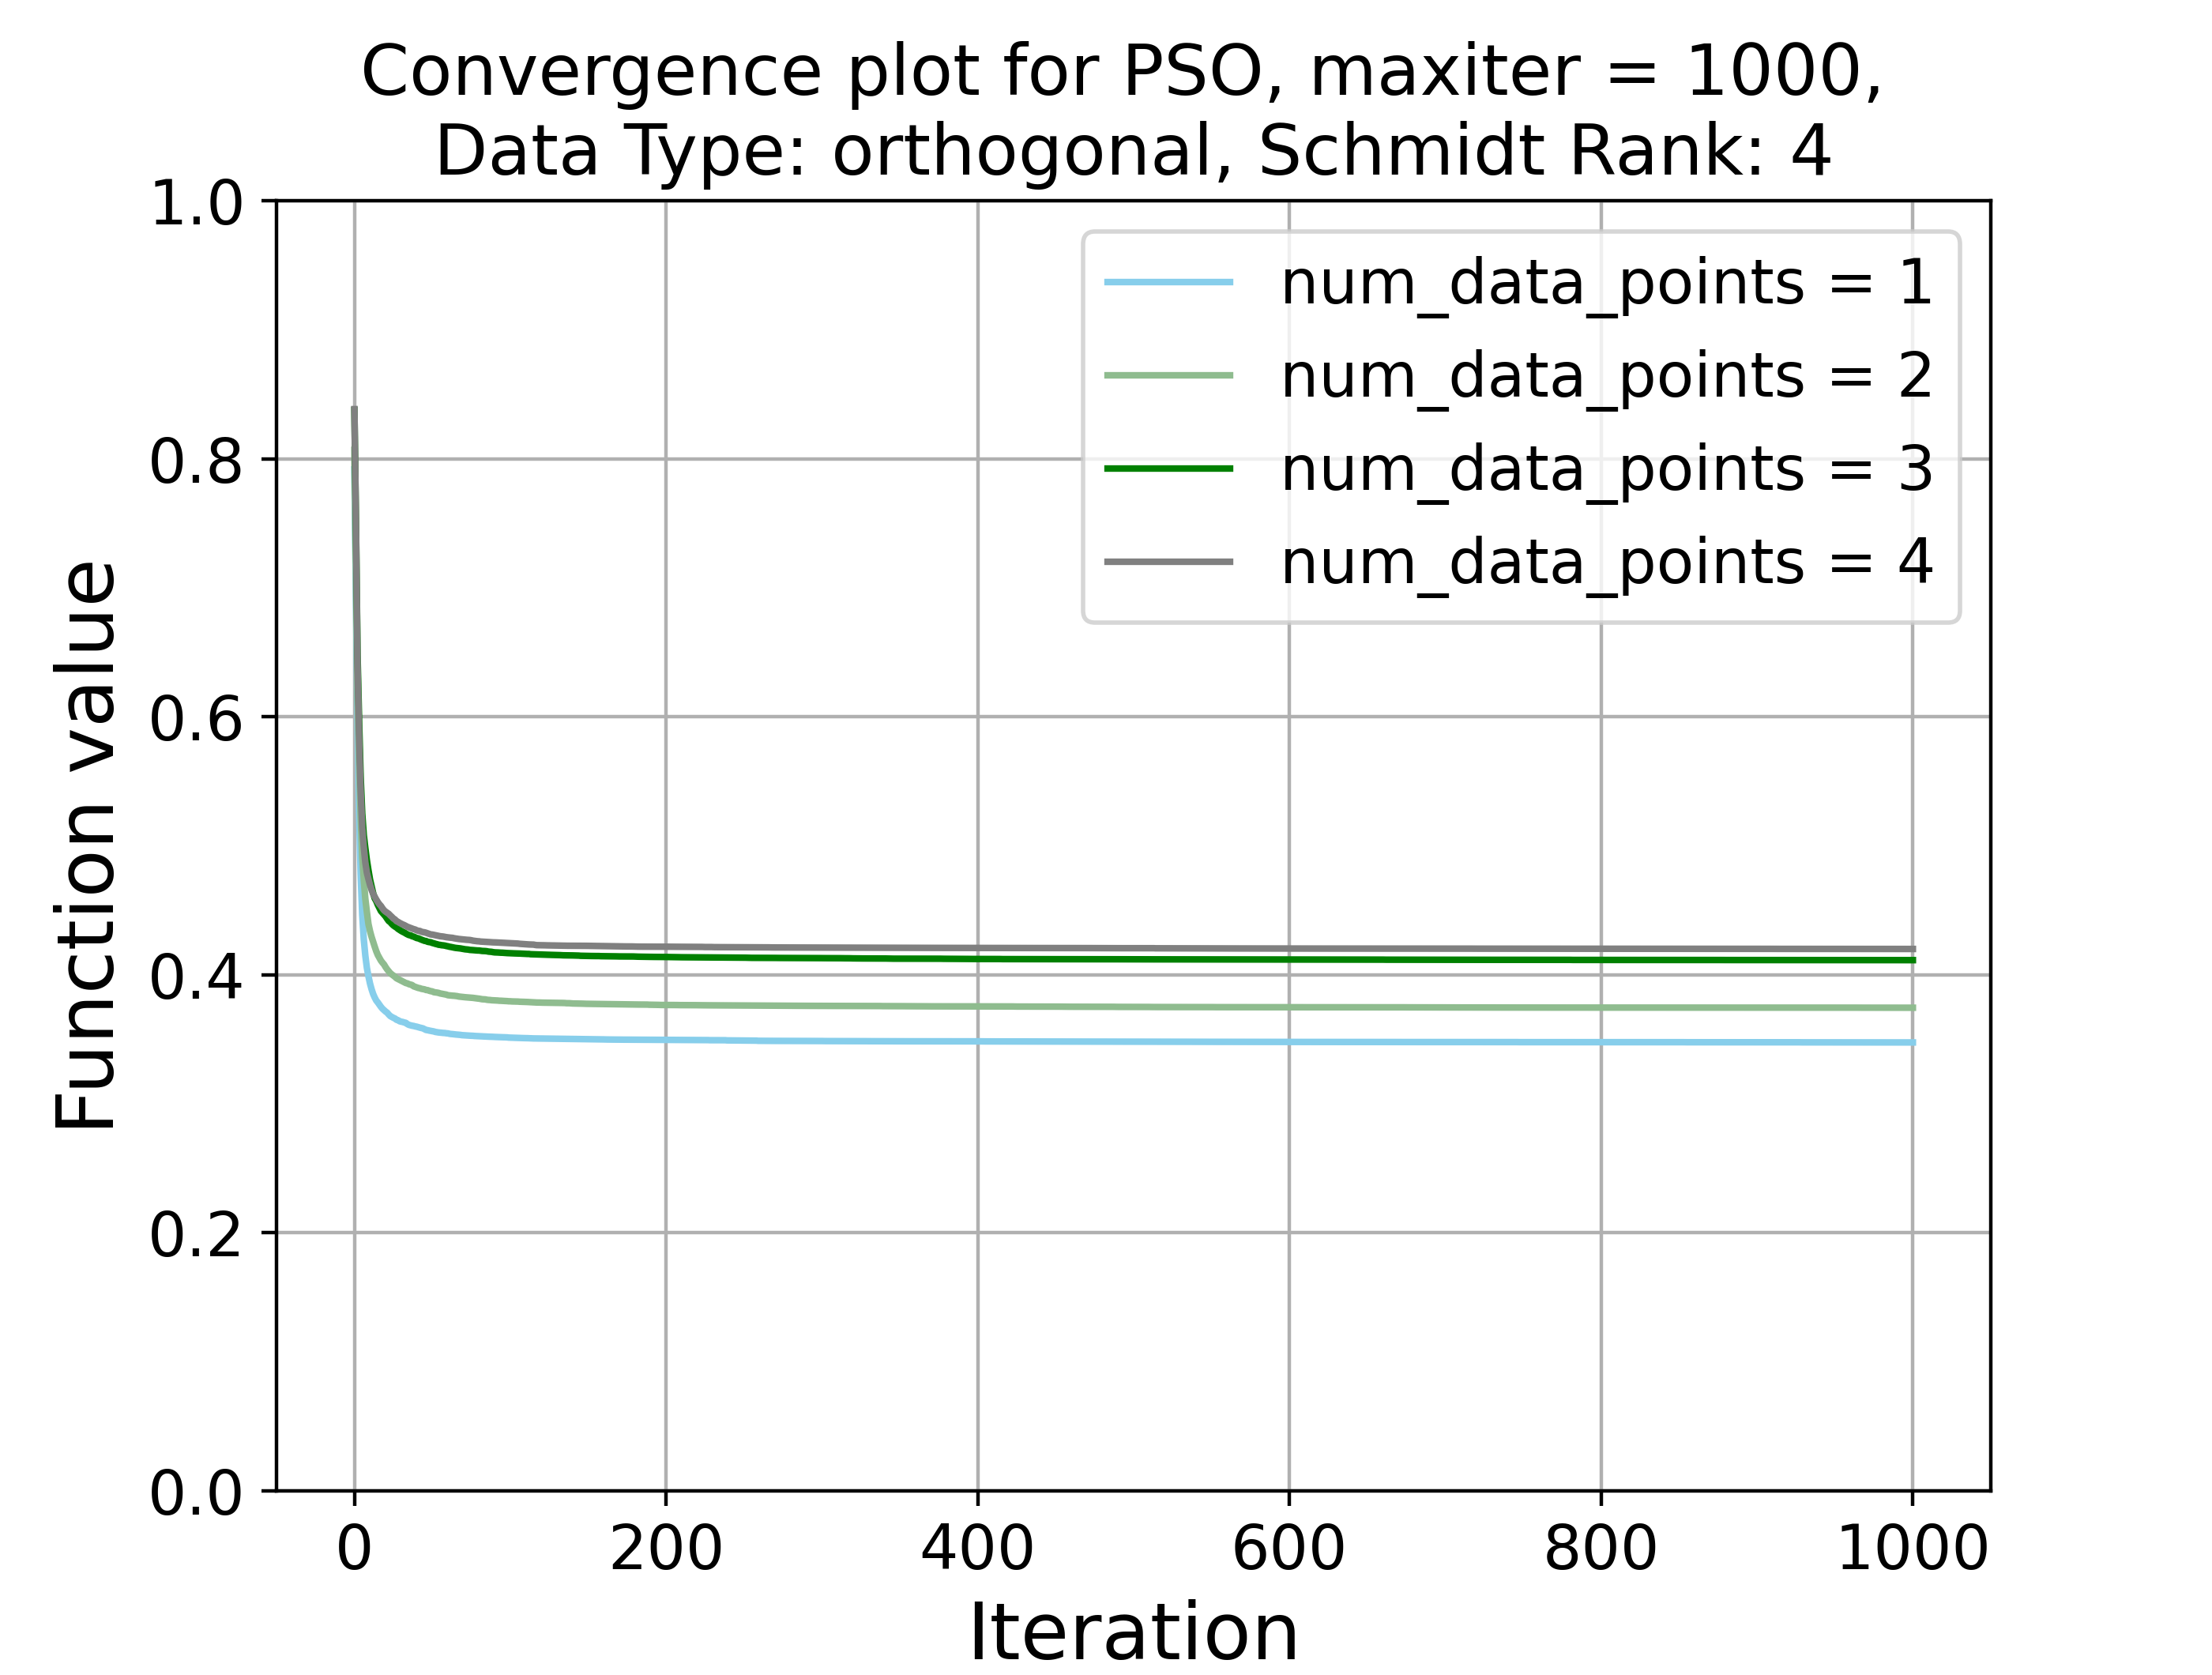 Convergence plot for PSO, maxiter = 1000,
Data Type: orthogonal, Schmidt Rank: 4
1.0
0.8
0.6
0.4
0.2
0.0
Function value
num_data_points = 1
num_data_points = 2
num_data_points = 3
num_data_points = 4
0
200
400
600
800
1000
Iteration